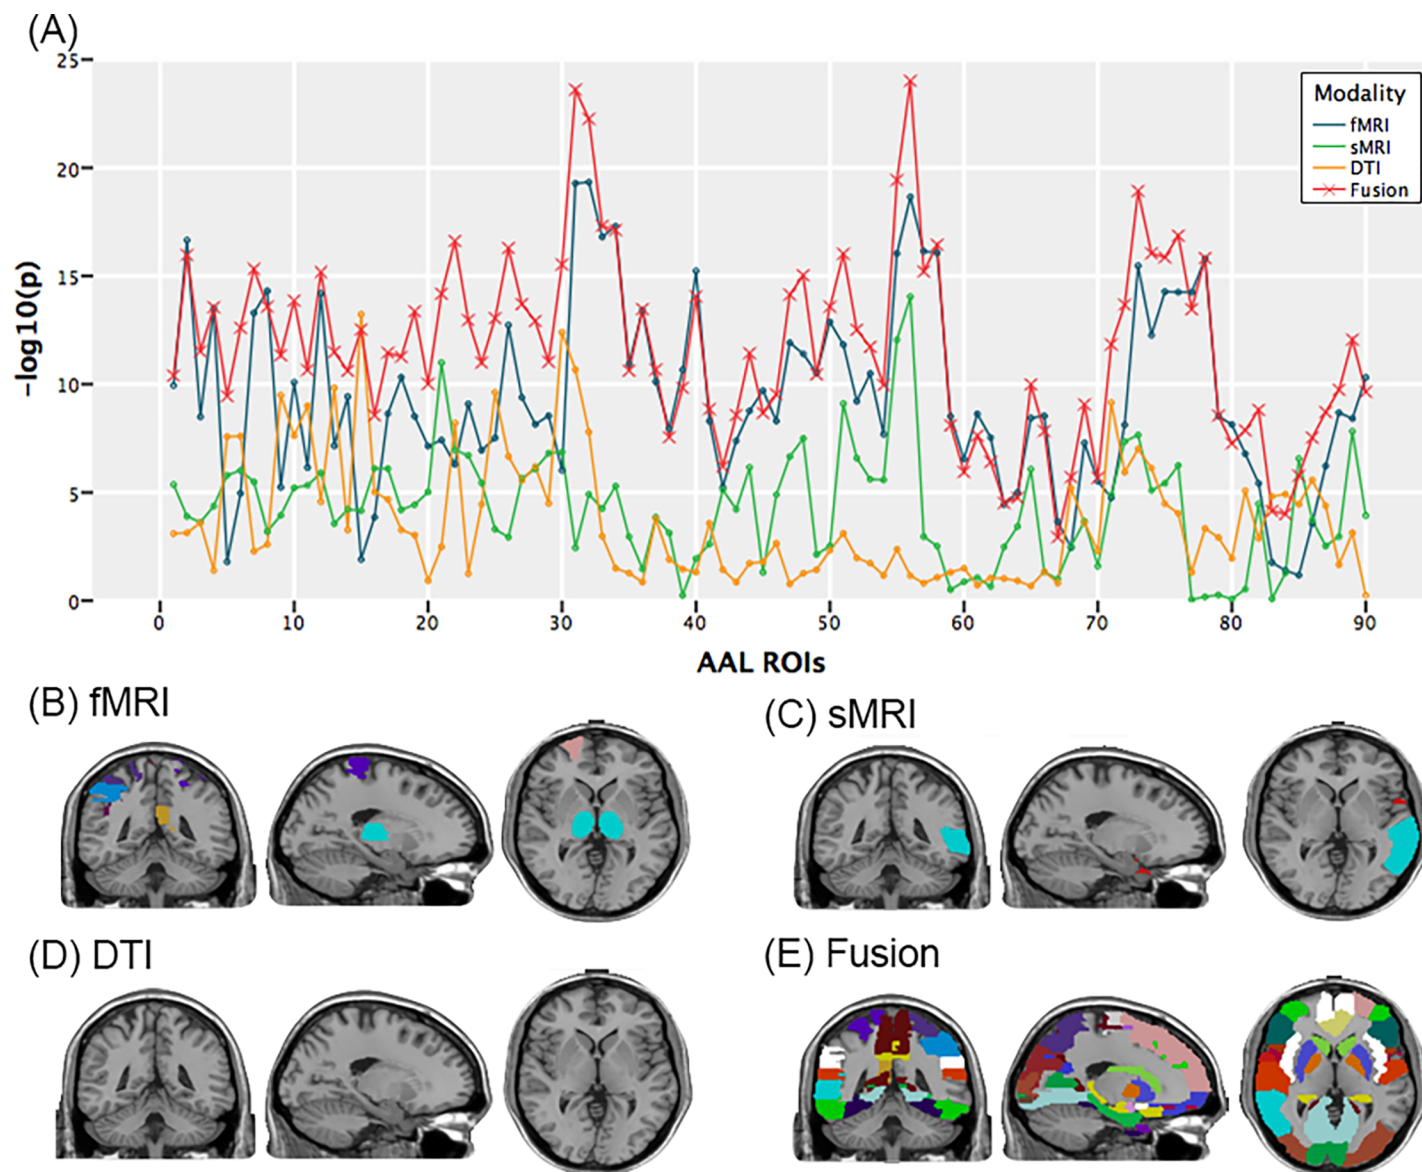 (A)
25
20
15
10
5
0
−log10(p)
0 10 20 30 40 50 60 70 80 90
AAL ROIs
Modality
fMRI
sMRI
DTI
Fusion
(B) fMRI
(C) sMRI
(D) DTI
(E) Fusion